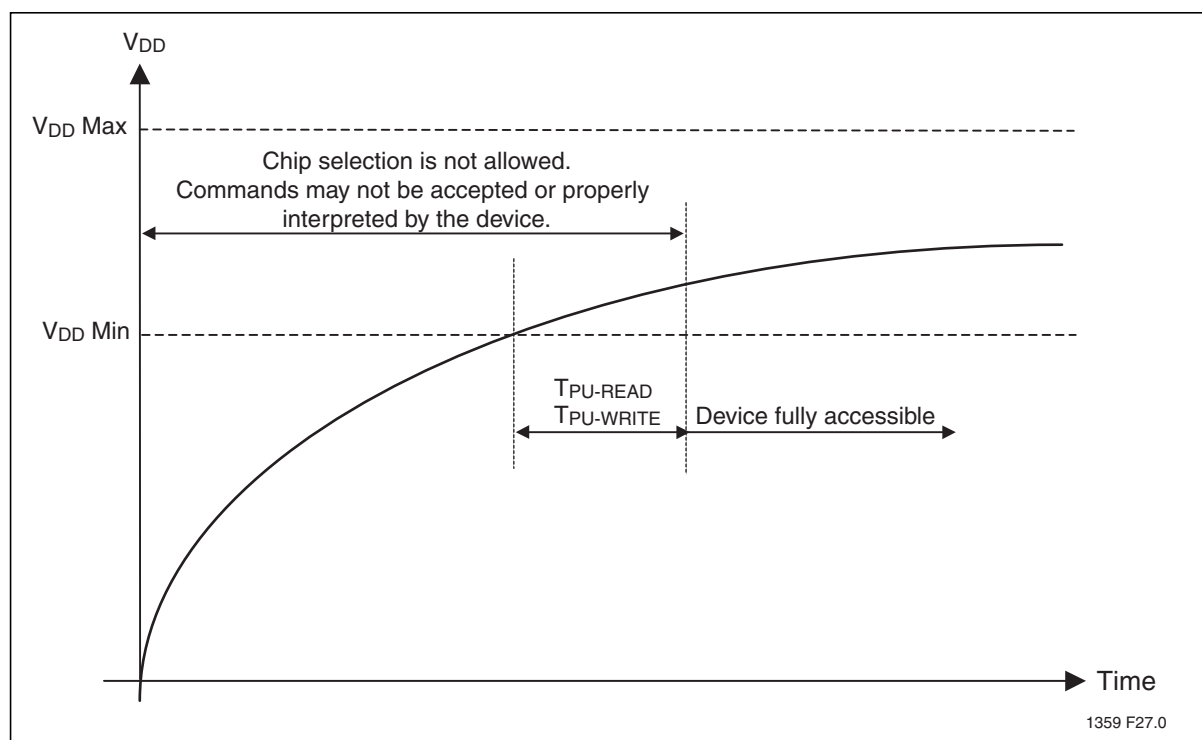 VDD
VDD Max
Chip selection is not allowed.
Commands may not be accepted or properly
interpreted by the device.
VDD Min
TPU-READ
TPU-WRITE
Device fully accessible
Time
1359 F27.0